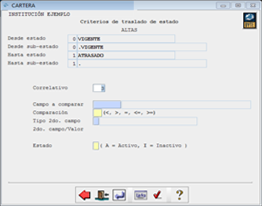 CARTERA
INSTITUCIÓN EJEMPLO
Criterios de traslado de estado
ALTAS
Desde estado 0 VIGENTE
Desde sub-estado 0 .VIGENTE
Hasta estado 1 ATRASADO
Hasta sub-estado 1 .
Correlativo
Campo a comparar
Comparación (<, >, =, <=, >=)
Tipo 2do. campo
2do. campo/Valor
Estado ( A = Activo, I = Inactivo )